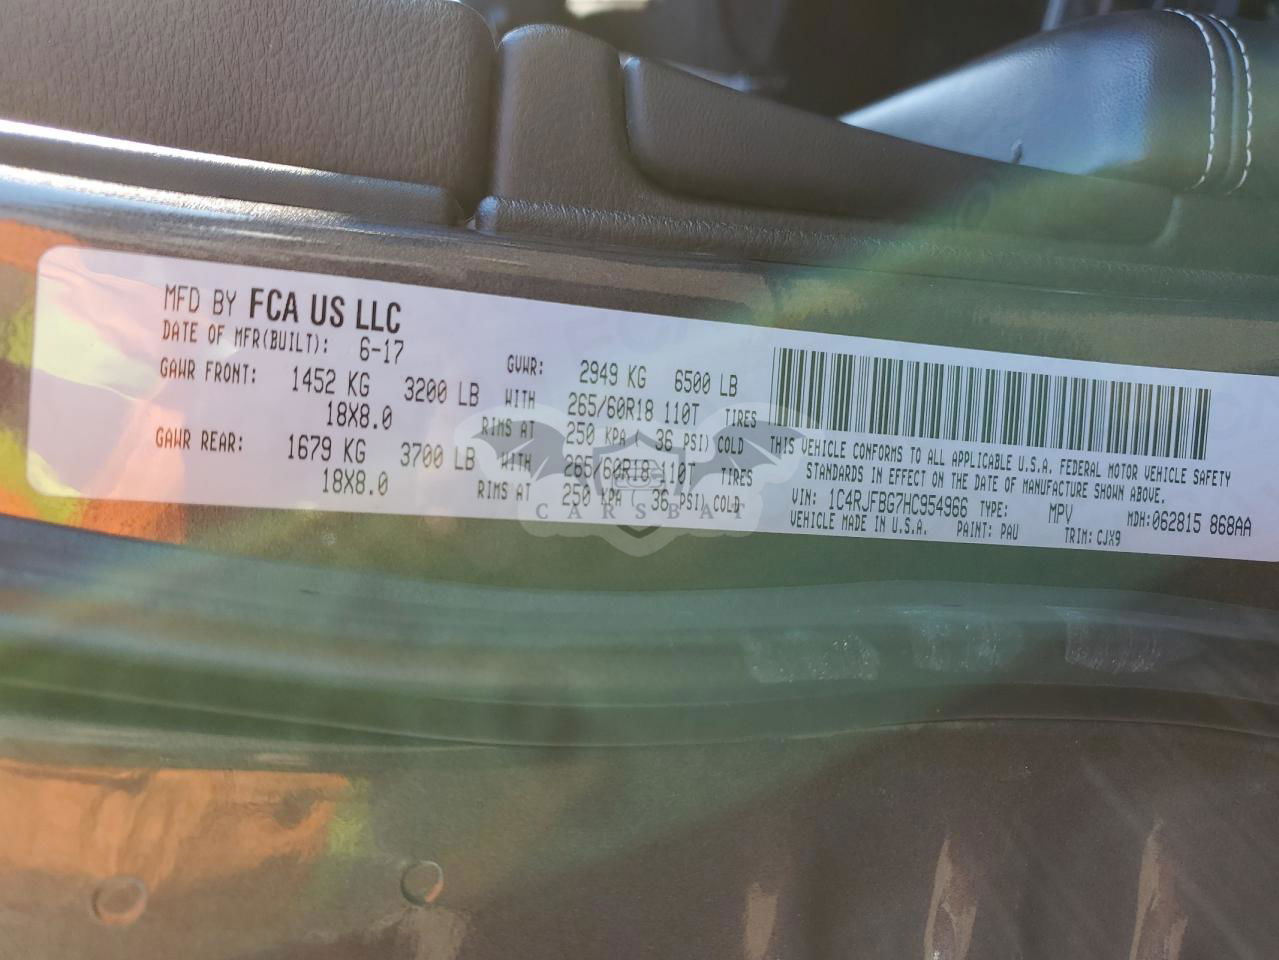 MFD BY FCA US LLC
DATE OF MFR(BUILT): 6-17
GVWR: 2949 KG 6500 LB
GAWR FRONT: 1452 KG 3200 LB WITH 265/60R18 110T TIRES
18X8.0 RIMS AT 250 KPA ( 36 PSI) COLD
GAWR REAR: 1679 KG 3700 LB WITH 265/60R18 110T TIRES
18X8.0 RIMS AT 250 KPA ( 36 PSI) COLD
THIS VEHICLE CONFORMS TO ALL APPLICABLE U.S.A. FEDERAL MOTOR VEHICLE SAFETY
STANDARDS IN EFFECT ON THE DATE OF MANUFACTURE SHOWN ABOVE.
VIN: 1C4RJFBG7HC954966 TYPE: MPV MDH:062815 868AA
VEHICLE MADE IN U.S.A. PAINT: PAU TRIM: CJX9
CARSBAT